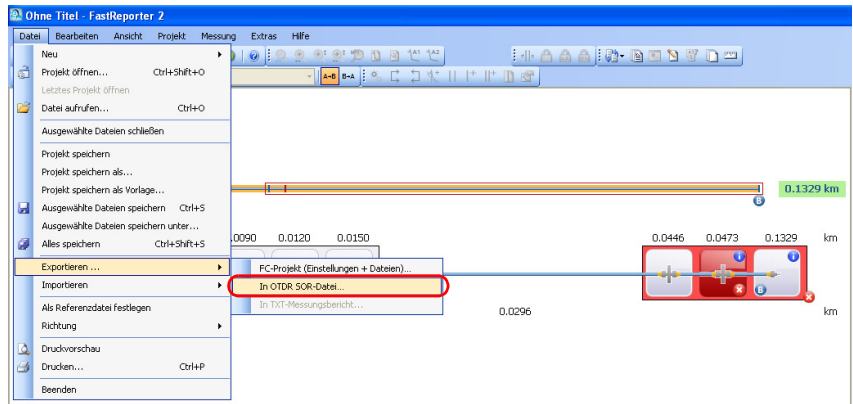 Ohne Titel - FastReporter 2
Datei Bearbeiten Ansicht Projekt Messung Extras Hilfe
Neu
Projekt öffnen... Ctrl+Shift+O
Letztes Projekt öffnen
Datei aufrufen... Ctrl+O
Ausgewählte Dateien schließen
Projekt speichern
Projekt speichern als...
Projekt speichern als Vorlage...
Ausgewählte Dateien speichern Ctrl+S
Ausgewählte Dateien speichern unter...
Alles speichern Ctrl+Shift+S
Exportieren ...
Importieren
Als Referenzdatei festlegen
Richtung
Druckvorschau
Drucken... Ctrl+P
Beenden
FC-Projekt (Einstellungen + Dateien)...
In OTDR SOR-Datei...
In TXT-Messungsbericht...
A→B B→A
0.1329 km
B
.0090 0.0120 0.0150 0.0446 0.0473 0.1329 km
B
0.0296 km